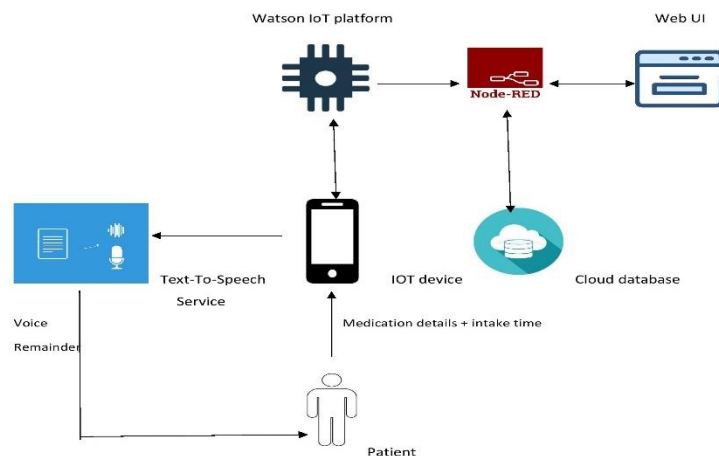 Watson IoT platform
Web UI
Node-RED
Text-To-Speech
Service
IOT device
Cloud database
Voice
Remainder
Medication details + intake time
Patient